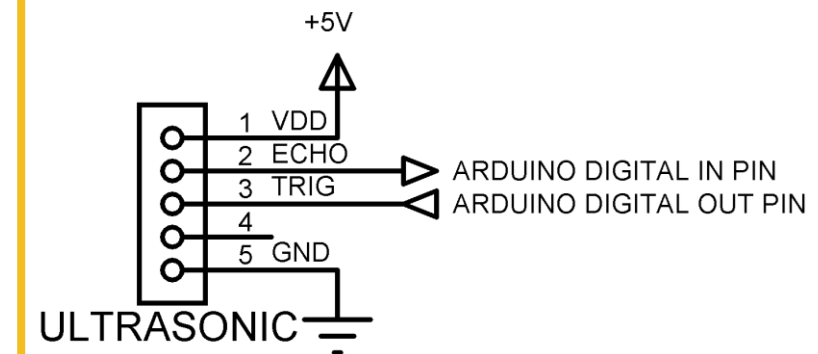 +5V
1 VDD
2 ECHO
ARDUINO DIGITAL IN PIN
3 TRIG
ARDUINO DIGITAL OUT PIN
4
5 GND
ULTRASONIC